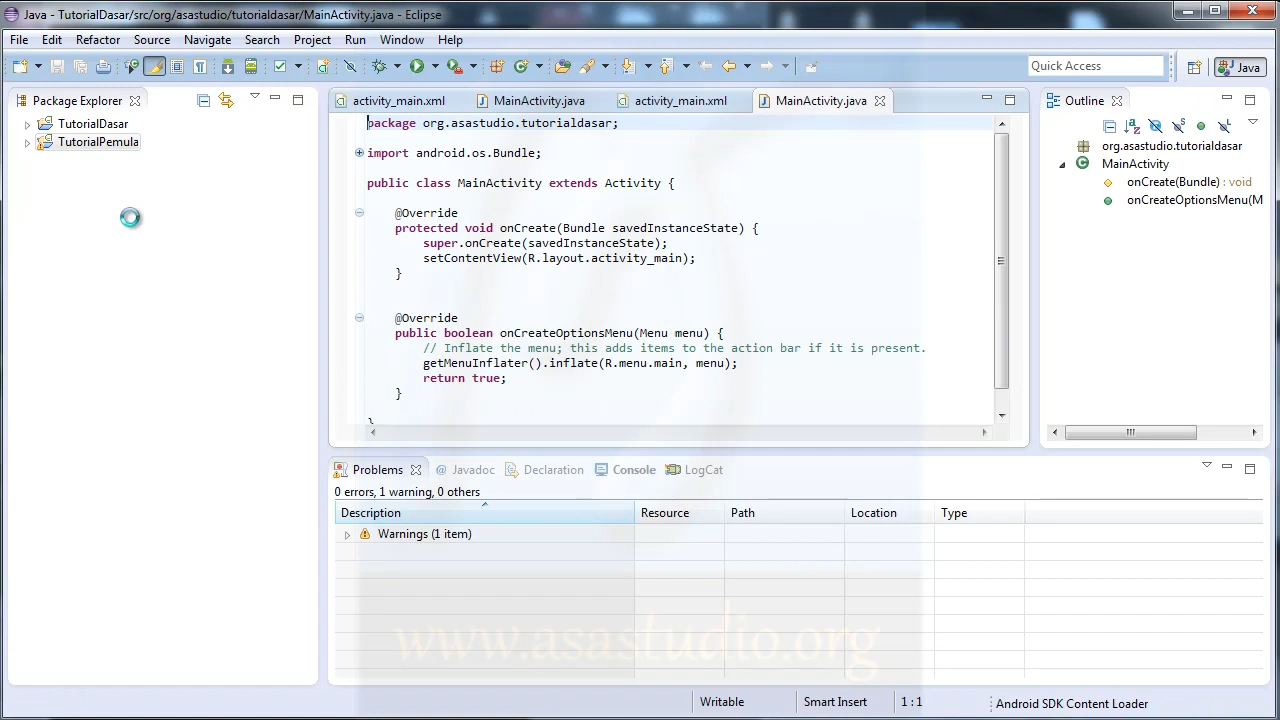 Java - TutorialDasar/src/org/asastudio/tutorialdasar/MainActivity.java - Eclipse
File Edit Refactor Source Navigate Search Project Run Window Help
Quick Access
Java
Package Explorer
activity_main.xml
MainActivity.java
activity_main.xml
MainActivity.java
Outline
TutorialDasar
TutorialPemula
package org.asastudio.tutorialdasar;
import android.os.Bundle;
public class MainActivity extends Activity {
@Override
protected void onCreate(Bundle savedInstanceState) {
super.onCreate(savedInstanceState);
setContentView(R.layout.activity_main);
}
@Override
public boolean onCreateOptionsMenu(Menu menu) {
// Inflate the menu; this adds items to the action bar if it is present.
getMenuInflater().inflate(R.menu.main, menu);
return true;
}
}
org.asastudio.tutorialdasar
MainActivity
onCreate(Bundle) : void
onCreateOptionsMenu(M
Problems
@ Javadoc
Declaration
Console
LogCat
0 errors, 1 warning, 0 others
Description Resource Path Location Type
Warnings (1 item)
www.asastudio.org
Writable Smart Insert 1 : 1 Android SDK Content Loader